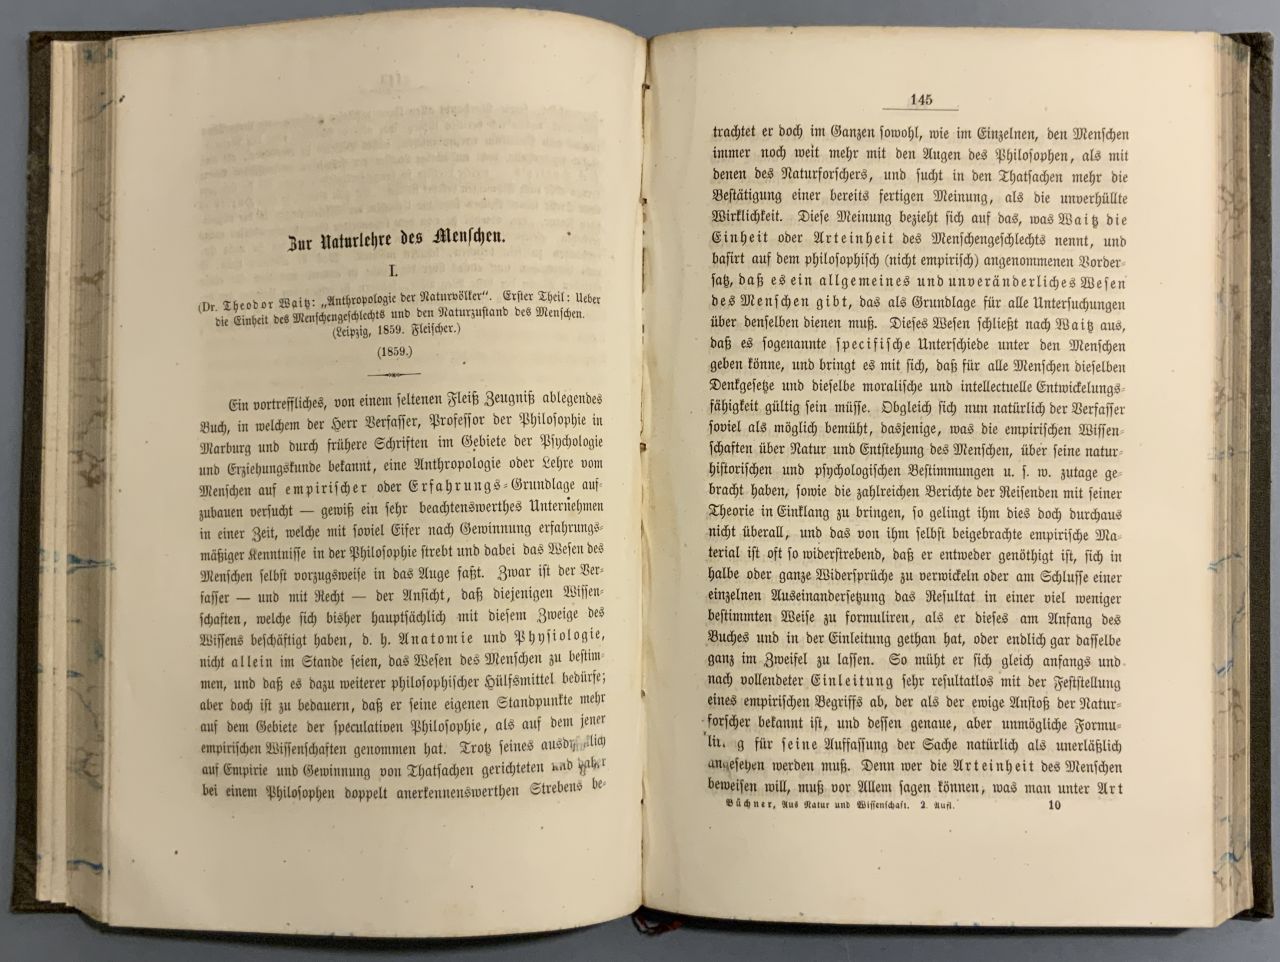 Zur Naturlehre des Menſchen.
I.
(Dr. Theodor Waitz: „Anthropologie der Naturvölker“. Erſter Theil: Ueber
die Einheit des Menſchengeſchlechts und den Naturzuſtand des Menſchen.
(Leipzig, 1859. Fleiſcher.)
(1859.)
Ein vortreffliches, von einem ſeltenen Fleiß Zeugniß ablegendes
Buch, in welchem der Herr Verfaſſer, Profeſſor der Philoſophie in
Marburg und durch frühere Schriften im Gebiete der Pſychologie
und Erziehungskunde bekannt, eine Anthropologie oder Lehre vom
Menſchen auf empiriſcher oder Erfahrungs-Grundlage auf-
zubauen verſucht — gewiß ein ſehr beachtenswerthes Unternehmen
in einer Zeit, welche mit ſoviel Eifer nach Gewinnung erfahrungs-
mäßiger Kenntniſſe in der Philoſophie ſtrebt und dabei das Weſen des
Menſchen ſelbſt vorzugsweiſe in das Auge faßt. Zwar iſt der Ver-
faſſer — und mit Recht — der Anſicht, daß diejenigen Wiſſen-
ſchaften, welche ſich bisher hauptſächlich mit dieſem Zweige des
Wiſſens beſchäftigt haben, d. h. Anatomie und Phyſiologie,
nicht allein im Stande ſeien, das Weſen des Menſchen zu beſtim-
men, und daß es dazu weiterer philoſophiſcher Hülfsmittel bedürfe;
aber doch iſt zu bedauern, daß er ſeine eigenen Standpunkte mehr
auf dem Gebiete der ſpeculativen Philoſophie, als auf dem jener
empiriſchen Wiſſenſchaften genommen hat. Trotz ſeines
auf Empirie und Gewinnung von Thatſachen gerichteten und daher
bei einem Philoſophen doppelt anerkennenswerthen Strebens be-
145
trachtet er doch im Ganzen ſowohl, wie im Einzelnen, den Menſchen
immer noch weit mehr mit den Augen des Philoſophen, als mit
denen des Naturforſchers, und ſucht in den Thatſachen mehr die
Beſtätigung einer bereits fertigen Meinung, als die unverhüllte
Wirklichkeit. Dieſe Meinung bezieht ſich auf das, was Waitz die
Einheit oder Arteinheit des Menſchengeſchlechts nennt, und
baſirt auf dem philoſophiſch (nicht empiriſch) angenommenen Vorder-
ſatz, daß es ein allgemeines und unveränderliches Weſen
des Menſchen gibt, das als Grundlage für alle Unterſuchungen
über denſelben dienen muß. Dieſes Weſen ſchließt nach Waitz aus,
daß es ſogenannte ſpecifiſche Unterſchiede unter den Menſchen
geben könne, und bringt es mit ſich, daß für alle Menſchen dieſelben
Denkgeſetze und dieſelbe moraliſche und intellectuelle Entwickelungs-
fähigkeit gültig ſein müſſe. Obgleich ſich nun natürlich der Verfaſſer
ſoviel als möglich bemüht, dasjenige, was die empiriſchen Wiſſen-
ſchaften über Natur und Entſtehung des Menſchen, über ſeine natur-
hiſtoriſchen und pſychologiſchen Beſtimmungen u. ſ. w. zutage ge-
bracht haben, ſowie die zahlreichen Berichte der Reiſenden mit ſeiner
Theorie in Einklang zu bringen, ſo gelingt ihm dies doch durchaus
nicht überall, und das von ihm ſelbſt beigebrachte empiriſche Ma-
terial iſt oft ſo widerſtrebend, daß er entweder genöthigt iſt, ſich in
halbe oder ganze Widerſprüche zu verwickeln oder am Schluſſe einer
einzelnen Auseinanderſetzung das Reſultat in einer viel weniger
beſtimmten Weiſe zu formuliren, als er dieſes am Anfang des
Buches und in der Einleitung gethan hat, oder endlich gar daſſelbe
ganz im Zweifel zu laſſen. So müht er ſich gleich anfangs und
nach vollendeter Einleitung ſehr reſultatlos mit der Feſtſtellung
eines empiriſchen Begriffs ab, der als der ewige Anſtoß der Natur-
forſcher bekannt iſt, und deſſen genaue, aber unmögliche Formu-
für ſeine Auffaſſung der Sache natürlich als unerläßlich
angeſehen werden muß. Denn wer die Arteinheit des Menſchen
beweiſen will, muß vor Allem ſagen können, was man unter Art
Büchner, Aus Natur und Wiſſenſchaft. 2. Aufl. 10